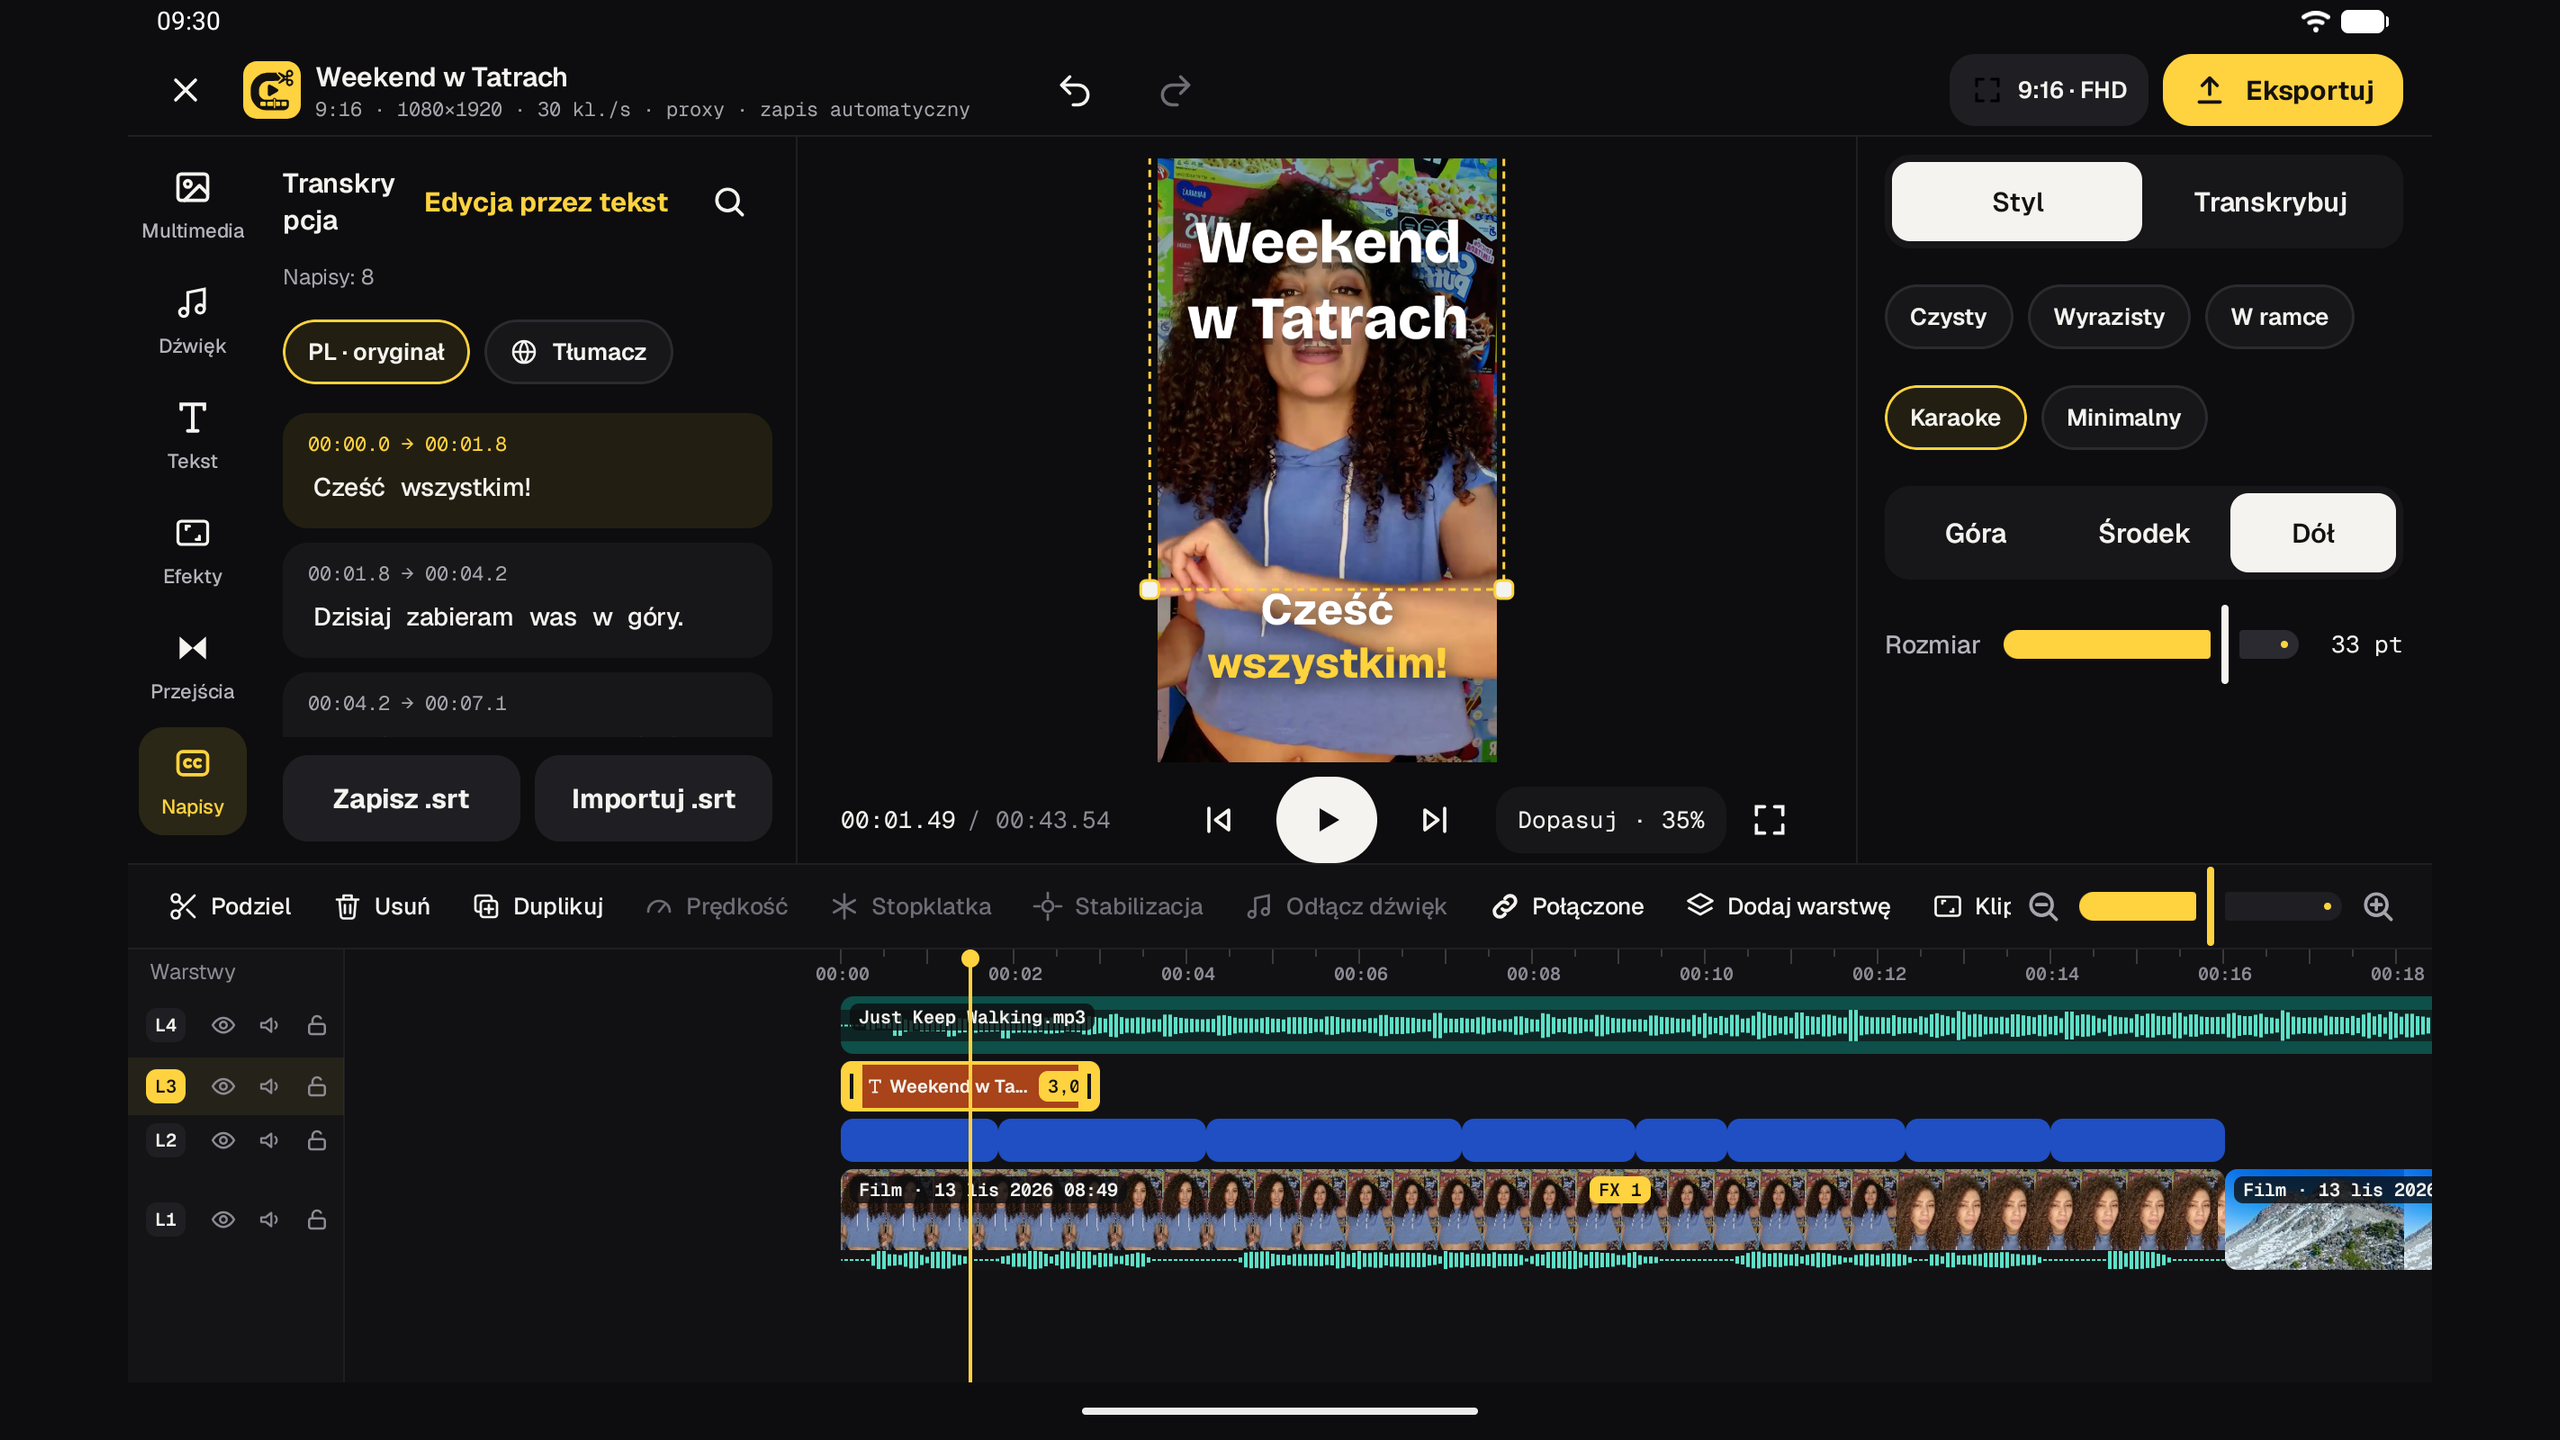 09:30
Weekend w Tatrach
9:16 · 1080×1920 · 30 kl./s · proxy · zapis automatyczny
9:16 · FHD
Eksportuj
Multimedia
Dźwięk
Tekst
Efekty
Przejścia
Napisy
Transkry
pcja
Edycja przez tekst
Napisy: 8
PL · oryginał
Tłumacz
00:00.0 → 00:01.8
Cześć wszystkim!
00:01.8 → 00:04.2
Dzisiaj zabieram was w góry.
00:04.2 → 00:07.1
Zapisz .srt
Importuj .srt
Weekend
w Tatrach
Cześć
wszystkim!
00:01.49 / 00:43.54
Dopasuj · 35%
Styl
Transkrybuj
Czysty
Wyrazisty
W ramce
Karaoke
Minimalny
Góra
Środek
Dół
Rozmiar
33 pt
Podziel
Usuń
Duplikuj
Prędkość
Stopklatka
Stabilizacja
Odłącz dźwięk
Połączone
Dodaj warstwę
Klip
Warstwy
00:00 00:02 00:04 00:06 00:08 00:10 00:12 00:14 00:16 00:18
L4
Just Keep Walking.mp3
L3
T Weekend w Ta... 3,0
L2
L1
Film · 13 lis 2026 08:49
FX 1
Film · 13 lis 2026